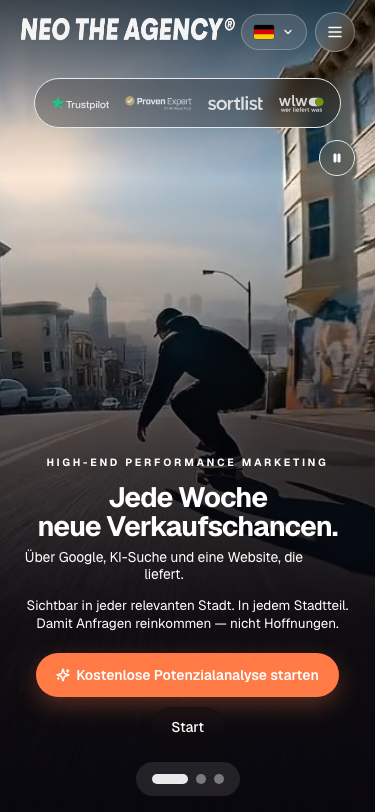 NEO THE AGENCY®
Trustpilot
Proven Expert
sortlist
wlw
wer liefert was
HIGH-END PERFORMANCE MARKETING
Jede Woche
neue Verkaufschancen.
Über Google, KI-Suche und eine Website, die
liefert.
Sichtbar in jeder relevanten Stadt. In jedem Stadtteil.
Damit Anfragen reinkommen — nicht Hoffnungen.
Kostenlose Potenzialanalyse starten
Start